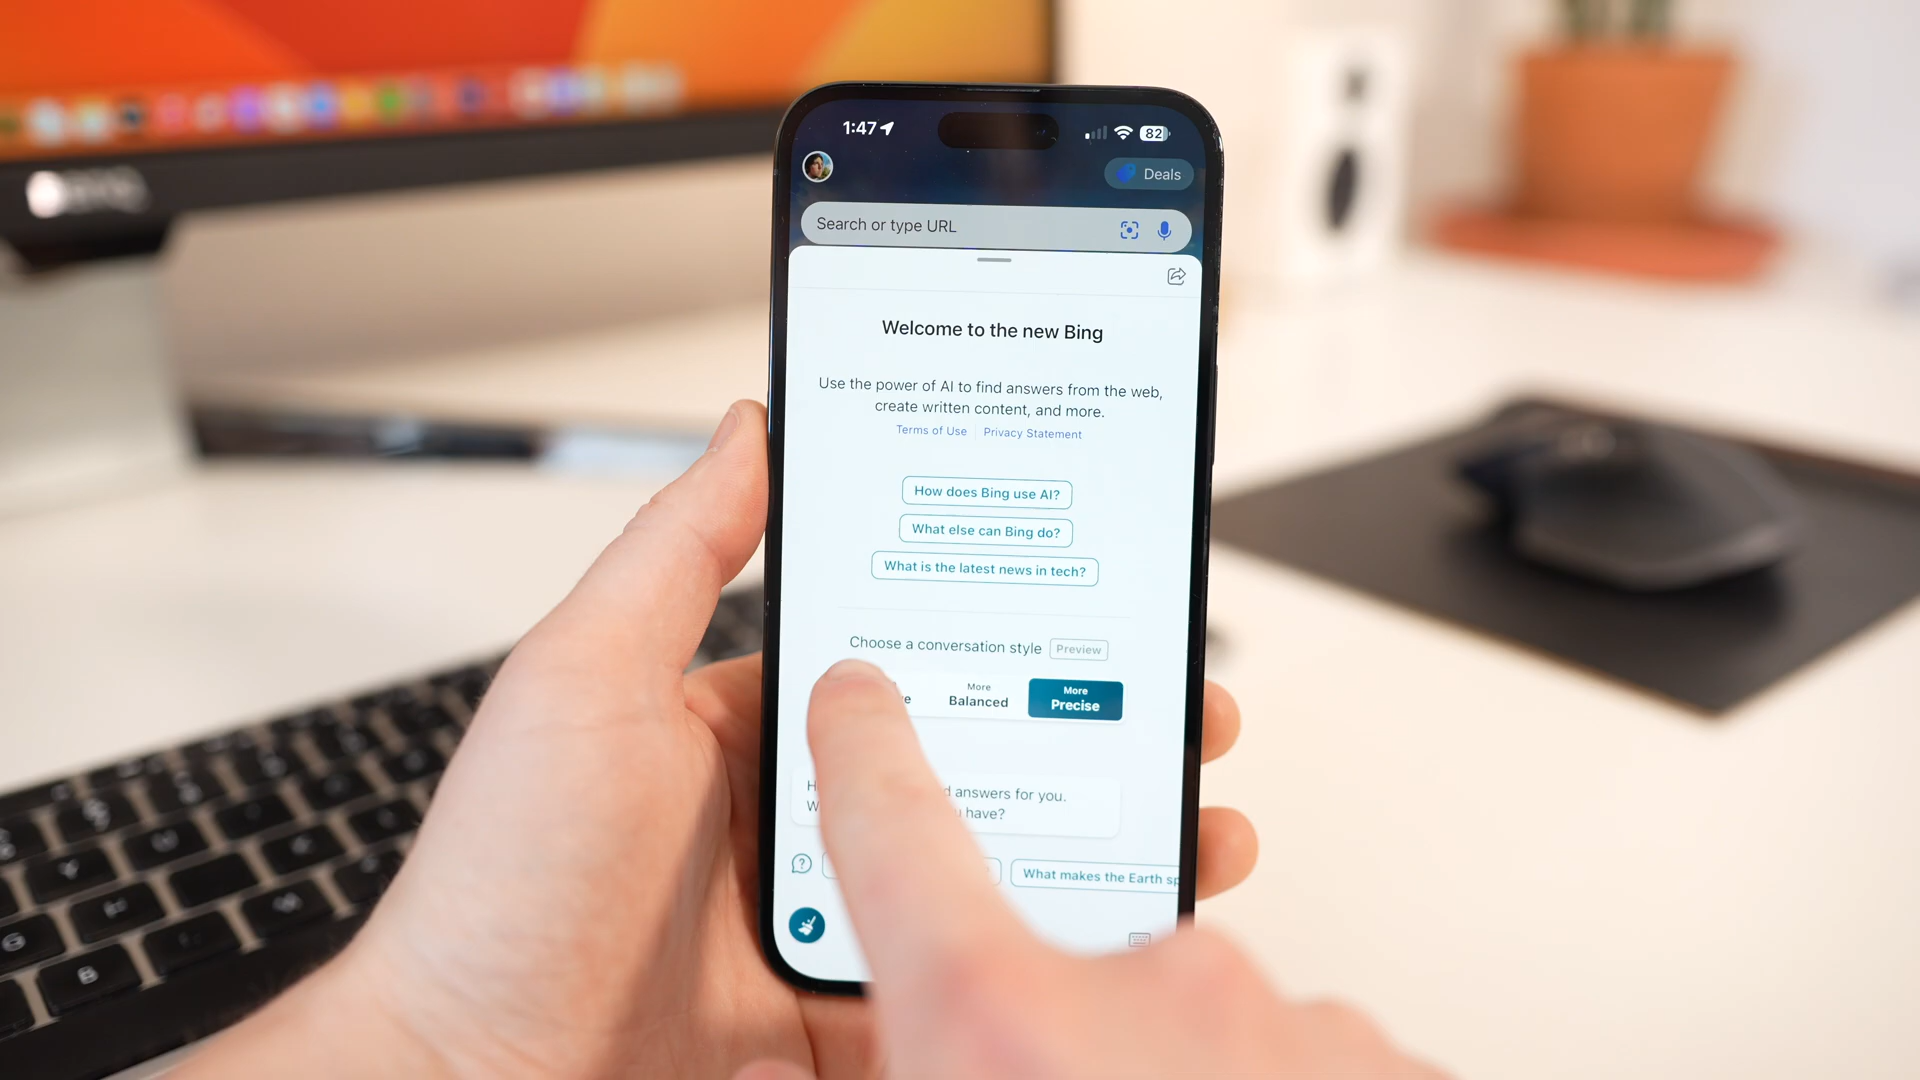 1:47
82
Deals
Search or type URL
Welcome to the new Bing
Use the power of AI to find answers from the web,
create written content, and more.
Terms of Use
Privacy Statement
How does Bing use AI?
What else can Bing do?
What is the latest news in tech?
Choose a conversation style
Preview
More
Balanced
More
Precise
answers for you.
have?
What makes the Earth
B